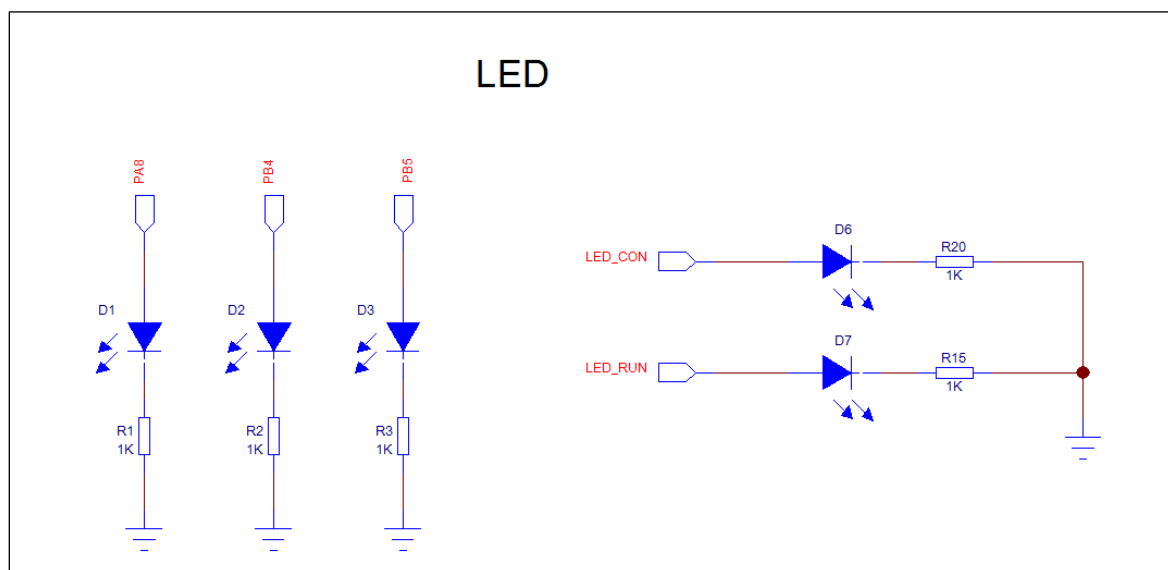 LED
PA8
PB4
PB5
D1
D2
D3
R1
1K
R2
1K
R3
1K
LED_CON
D6
R20
1K
LED_RUN
D7
R15
1K